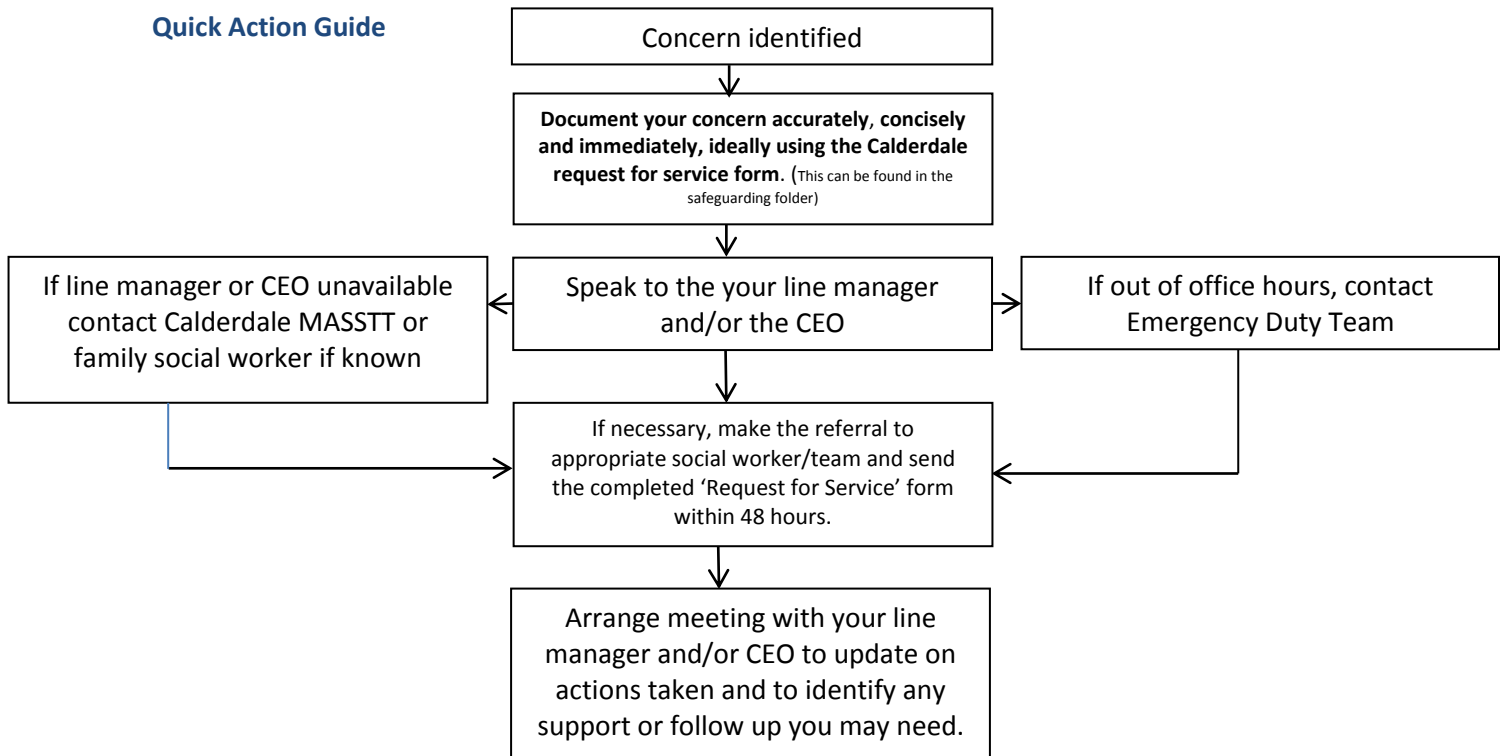 Quick Action Guide
Concern identified
Document your concern accurately, concisely
and immediately, ideally using the Calderdale
request for service form. (This can be found in the
safeguarding folder)
If line manager or CEO unavailable
contact Calderdale MASSTT or
family social worker if known
Speak to the your line manager
and/or the CEO
If out of office hours, contact
Emergency Duty Team
If necessary, make the referral to
appropriate social worker/team and send
the completed ‘Request for Service’ form
within 48 hours.
Arrange meeting with your line
manager and/or CEO to update on
actions taken and to identify any
support or follow up you may need.